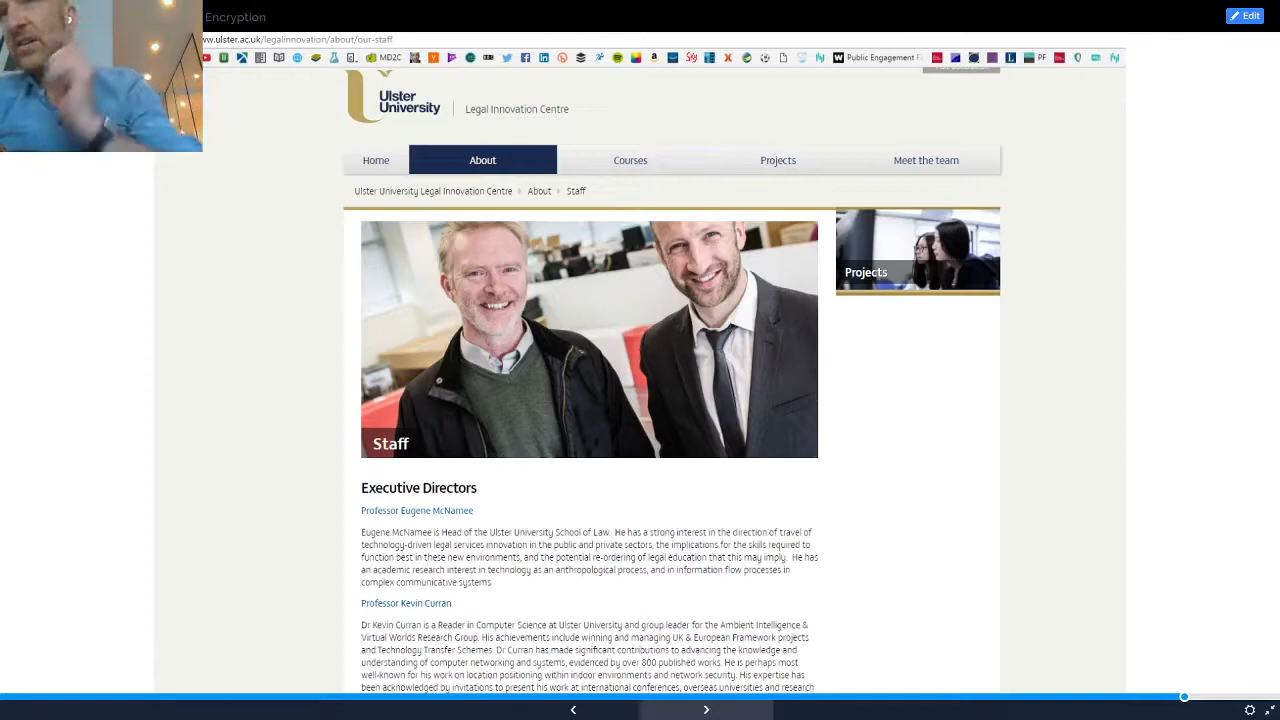 Encryption
Edit
ww.ulster.ac.uk/legalinnovation/about/our-staff
MD2C
Public Engagement F
PF
Ulster
University
Legal Innovation Centre
Home
About
Courses
Projects
Meet the team
Ulster University Legal Innovation Centre
About
Staff
Projects
Staff
Executive Directors
Professor Eugene McNamee
Eugene McNamee is Head of the Ulster University School of Law. He has a strong interest in the direction of travel of
technology-driven legal services innovation in the public and private sectors, the implications for the skills required to
function best in these new environments, and the potential re-ordering of legal education that this may imply. He has
an academic research interest in technology as an anthropological process, and in information flow processes in
complex communicative systems.
Professor Kevin Curran
Dr Kevin Curran is a Reader in Computer Science at Ulster University and group leader for the Ambient Intelligence &
Virtual Worlds Research Group. His achievements include winning and managing UK & European Framework projects
and Technology Transfer Schemes. Dr Curran has made significant contributions to advancing the knowledge and
understanding of computer networking and systems, evidenced by over 800 published works. He is perhaps most
well-known for his work on location positioning within indoor environments and network security. His expertise has
been acknowledged by invitations to present his work at international conferences, overseas universities and research